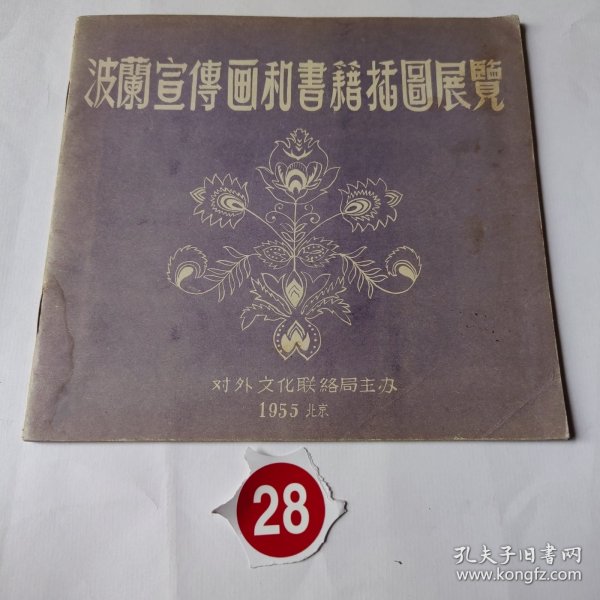 波蘭宣傳画和書籍插圖展覽
对外文化联絡局主办
1955 北京
28
孔夫子旧书网
www.kongfz.com